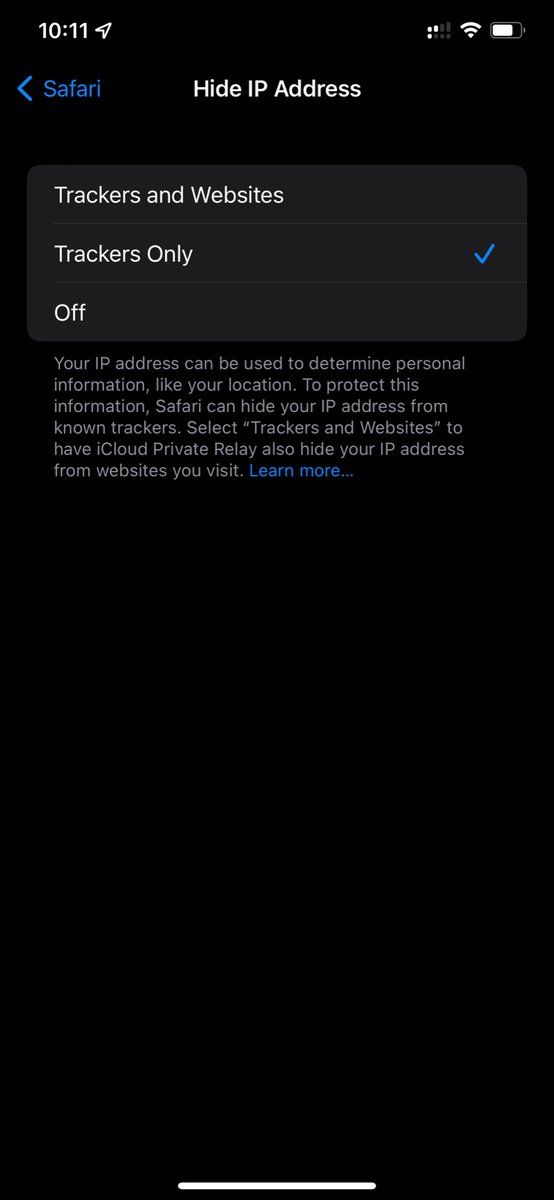 10:11
Safari
Hide IP Address
Trackers and Websites
Trackers Only
Off
Your IP address can be used to determine personal
information, like your location. To protect this
information, Safari can hide your IP address from
known trackers. Select “Trackers and Websites” to
have iCloud Private Relay also hide your IP address
from websites you visit. Learn more...